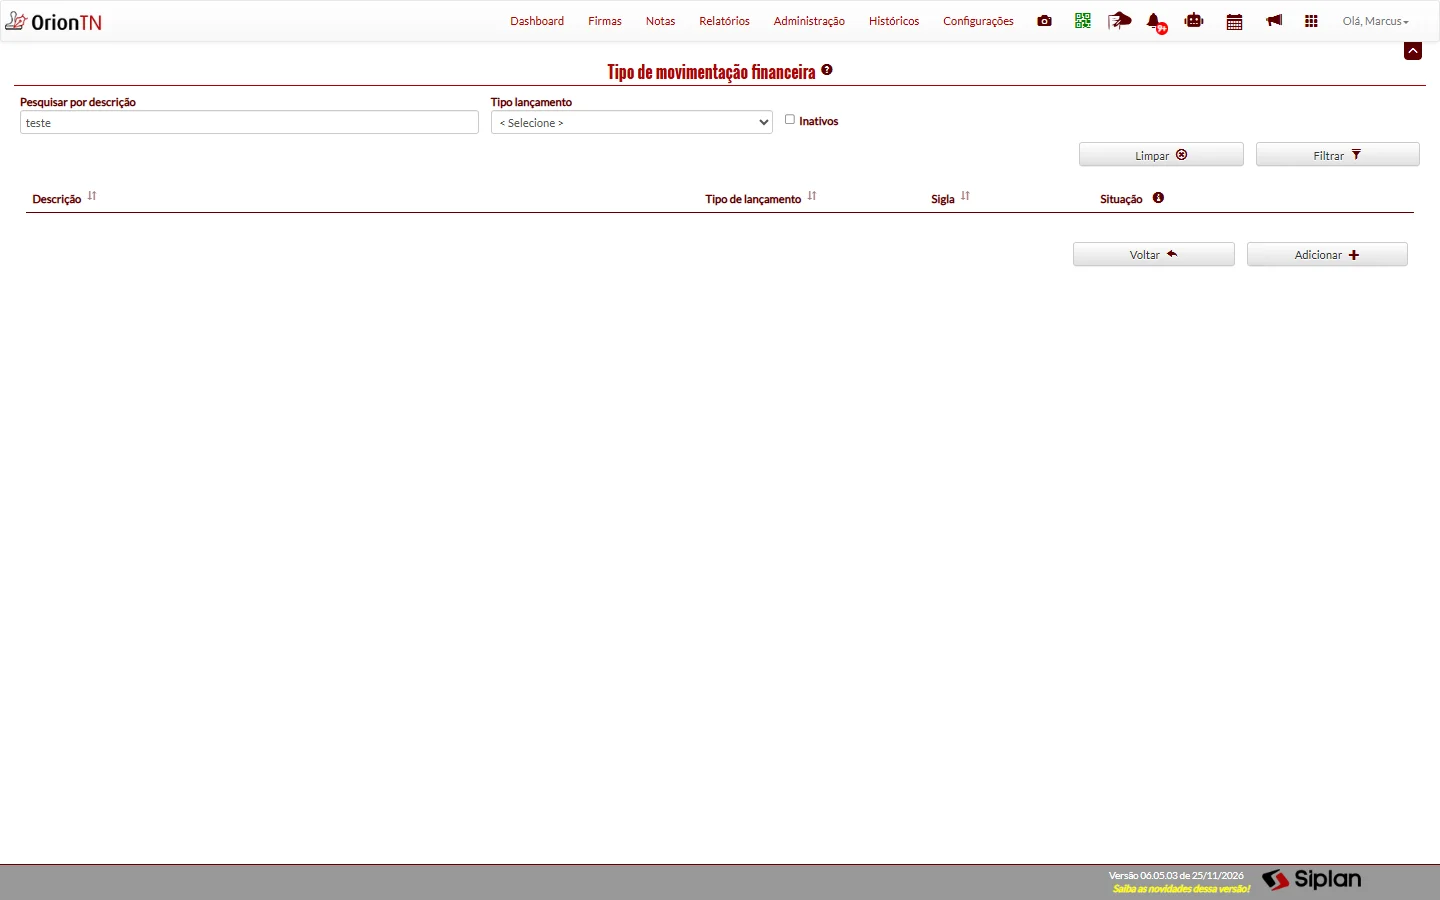 OrionTN
Dashboard Firmas Notas Relatórios Administração Históricos Configurações 9+ Olá, Marcus
Tipo de movimentação financeira
Pesquisar por descrição Tipo lançamento
teste < Selecione > Inativos
Limpar Filtrar
Descrição Tipo de lançamento Sigla Situação
Voltar Adicionar
Versão 06.05.03 de 25/11/2026
Saiba as novidades dessa versão!
Siplan